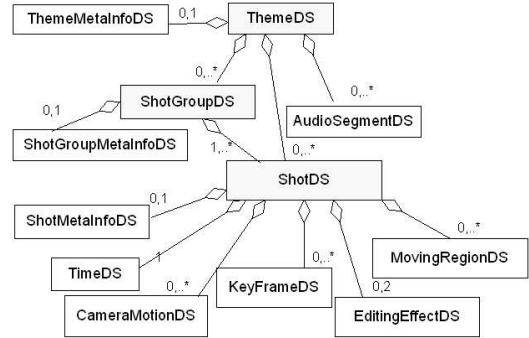 ThemeMetaInfoDS 0,1 ThemeDS
0,..* 0,..*
ShotGroupDS
0,1 AudioSegmentDS
ShotGroupMetaInfoDS 1,..* 0,..*
ShotDS
0,1
ShotMetaInfoDS
0,..*
1
TimeDS MovingRegionDS
0,..* KeyFrameDS 0,..* 0,2
CameraMotionDS EditingEffectDS